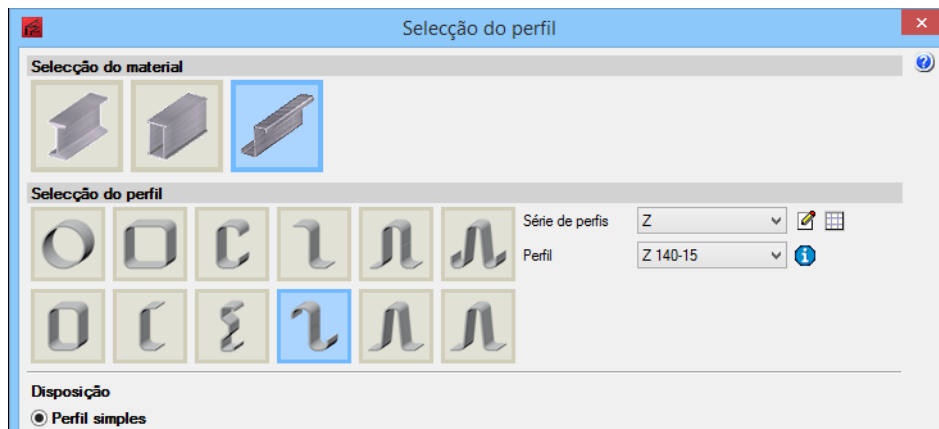 Selecção do perfil
Selecção do material
Selecção do perfil
Série de perfis Z
Perfil Z 140-15
Disposição
Perfil simples